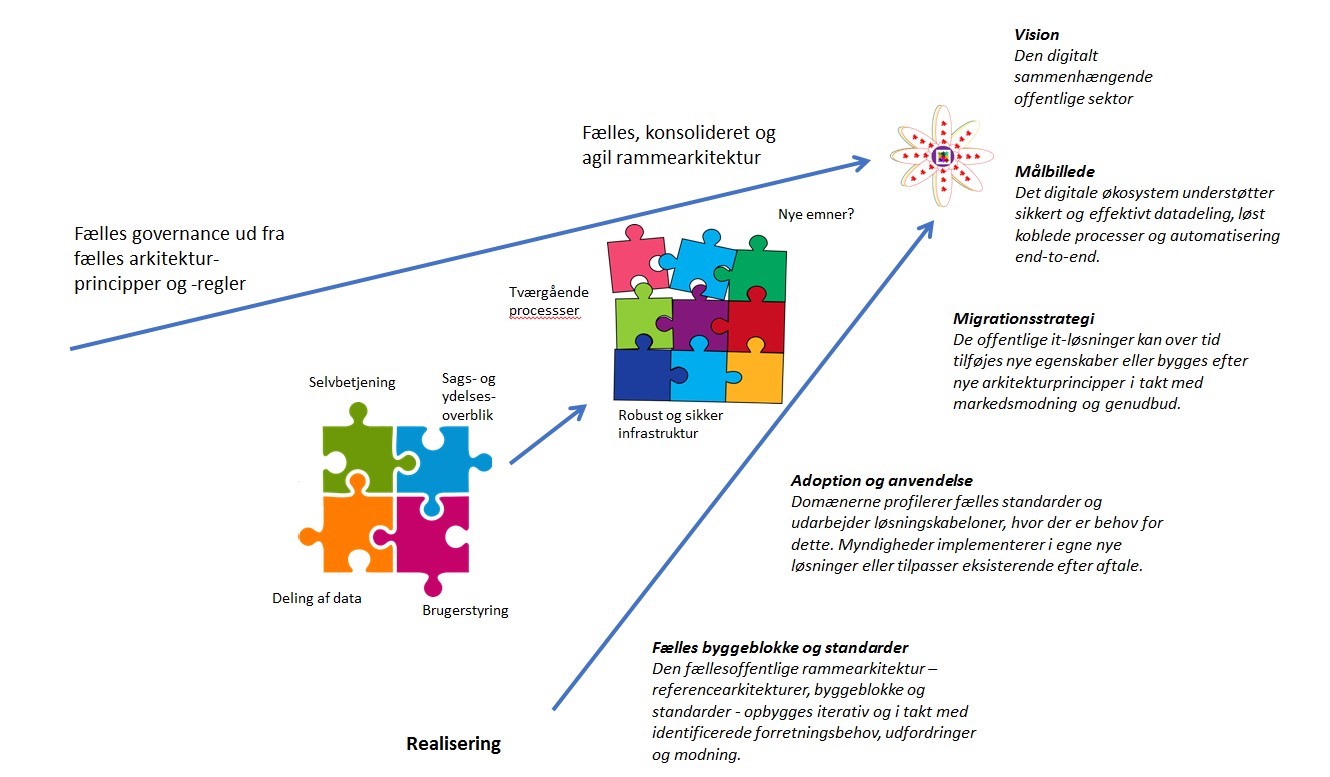 Vision
Den digitalt
sammenhængende
offentlige sektor
Fælles, konsolideret og
agil rammearkitektur
Målbillede
Det digitale økosystem understøtter
sikkert og effektivt datadeling, løst
koblede processer og automatisering
end-to-end.
Nye emner?
Fælles governance ud fra
fælles arkitektur-
principper og -regler
Tværgående
processser
Migrationsstrategi
De offentlige it-løsninger kan over tid
tilføjes nye egenskaber eller bygges efter
nye arkitekturprincipper i takt med
markedsmodning og genudbud.
Selvbetjening
Sags- og
ydelses-
overblik
Robust og sikker
infrastruktur
Adoption og anvendelse
Domænerne profilerer fælles standarder og
udarbejder løsningskabeloner, hvor der er behov for
dette. Myndigheder implementerer i egne nye
løsninger eller tilpasser eksisterende efter aftale.
Deling af data
Brugerstyring
Fælles byggeblokke og standarder
Den fællesoffentlige rammearkitektur –
referencearkitekturer, byggeblokke og
standarder - opbygges iterativ og i takt med
identificerede forretningsbehov, udfordringer
og modning.
Realisering